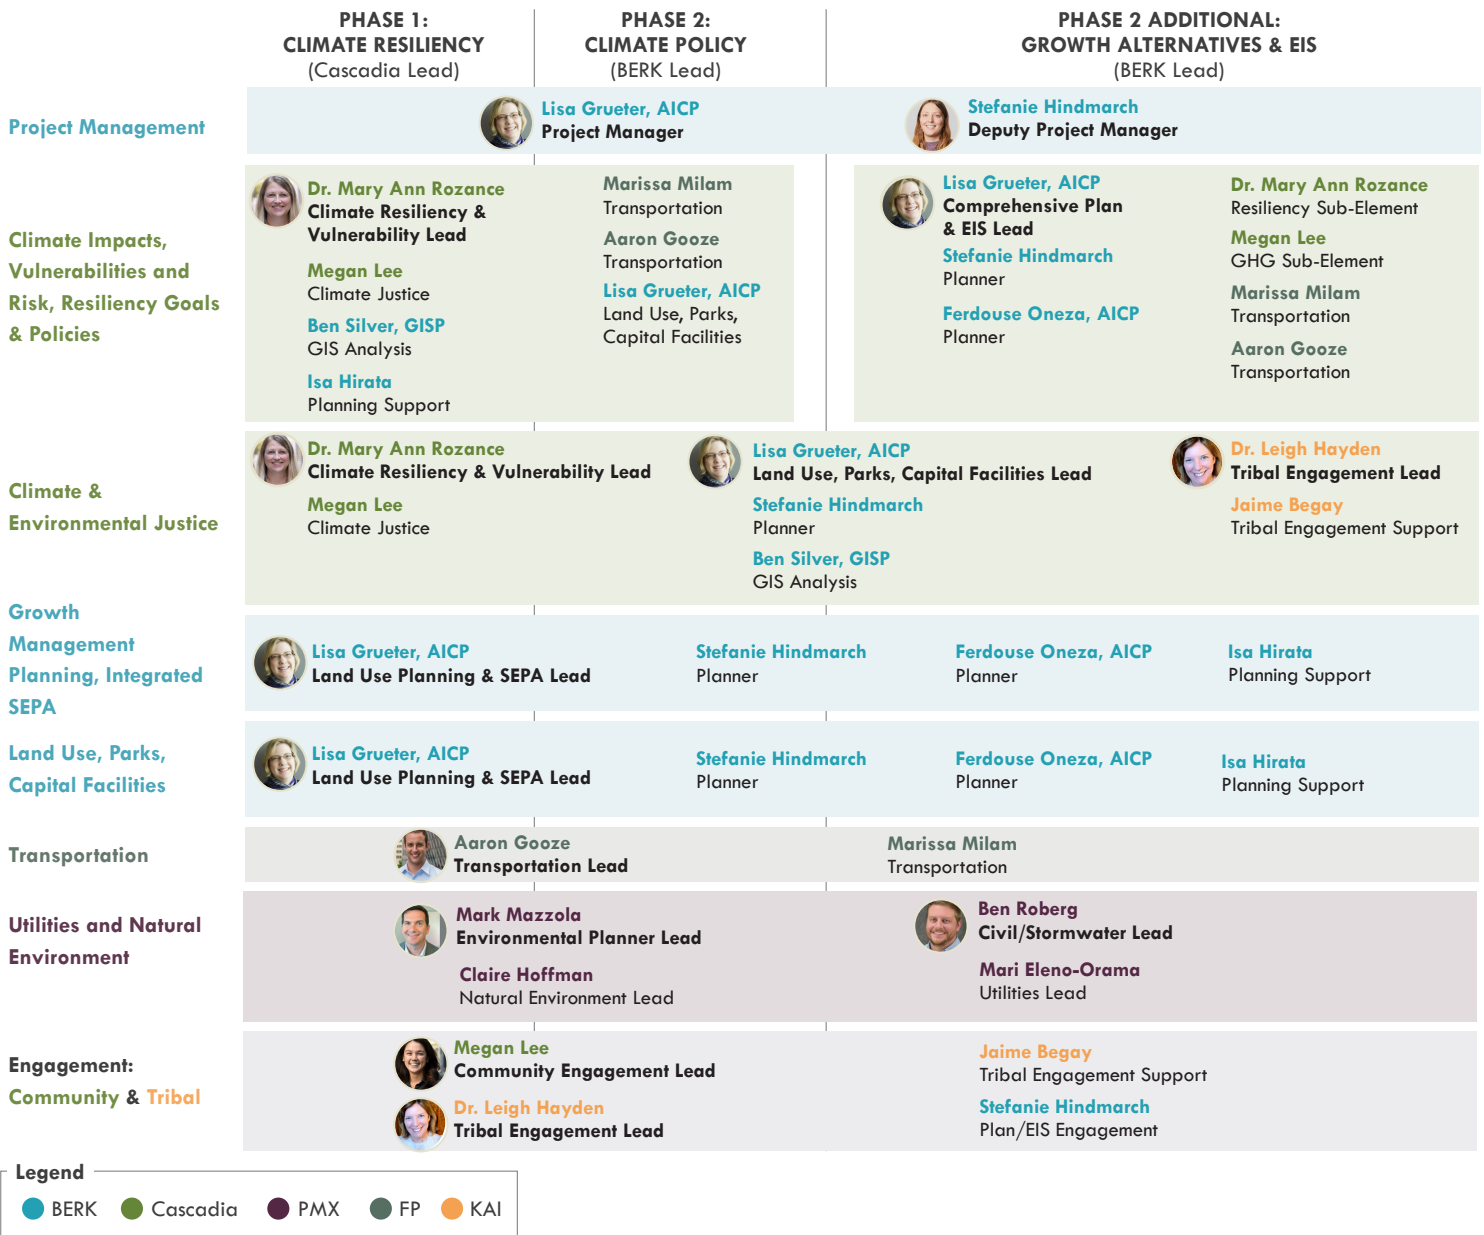 PHASE 1:
CLIMATE RESILIENCY
(Cascadia Lead)
PHASE 2:
CLIMATE POLICY
(BERK Lead)
PHASE 2 ADDITIONAL:
GROWTH ALTERNATIVES & EIS
(BERK Lead)
Project Management
Lisa Grueter, AICP
Project Manager
Stefanie Hindmarch
Deputy Project Manager
Climate Impacts,
Vulnerabilities and
Risk, Resiliency Goals
& Policies
Dr. Mary Ann Rozance
Climate Resiliency &
Vulnerability Lead
Megan Lee
Climate Justice
Ben Silver, GISP
GIS Analysis
Isa Hirata
Planning Support
Marissa Milam
Transportation
Aaron Gooze
Transportation
Lisa Grueter, AICP
Land Use, Parks,
Capital Facilities
Lisa Grueter, AICP
Comprehensive Plan
& EIS Lead
Stefanie Hindmarch
Planner
Ferdouse Oneza, AICP
Planner
Dr. Mary Ann Rozance
Resiliency Sub-Element
Megan Lee
GHG Sub-Element
Marissa Milam
Transportation
Aaron Gooze
Transportation
Climate &
Environmental Justice
Dr. Mary Ann Rozance
Climate Resiliency & Vulnerability Lead
Megan Lee
Climate Justice
Lisa Grueter, AICP
Land Use, Parks, Capital Facilities Lead
Stefanie Hindmarch
Planner
Ben Silver, GISP
GIS Analysis
Dr. Leigh Hayden
Tribal Engagement Lead
Jaime Begay
Tribal Engagement Support
Growth
Management
Planning, Integrated
SEPA
Lisa Grueter, AICP
Land Use Planning & SEPA Lead
Stefanie Hindmarch
Planner
Ferdouse Oneza, AICP
Planner
Isa Hirata
Planning Support
Land Use, Parks,
Capital Facilities
Lisa Grueter, AICP
Land Use Planning & SEPA Lead
Stefanie Hindmarch
Planner
Ferdouse Oneza, AICP
Planner
Isa Hirata
Planning Support
Transportation
Aaron Gooze
Transportation Lead
Marissa Milam
Transportation
Utilities and Natural
Environment
Mark Mazzola
Environmental Planner Lead
Claire Hoffman
Natural Environment Lead
Ben Roberg
Civil/Stormwater Lead
Mari Eleno-Orama
Utilities Lead
Engagement:
Community & Tribal
Megan Lee
Community Engagement Lead
Dr. Leigh Hayden
Tribal Engagement Lead
Jaime Begay
Tribal Engagement Support
Stefanie Hindmarch
Plan/EIS Engagement
Legend
BERK Cascadia PMX FP KAI